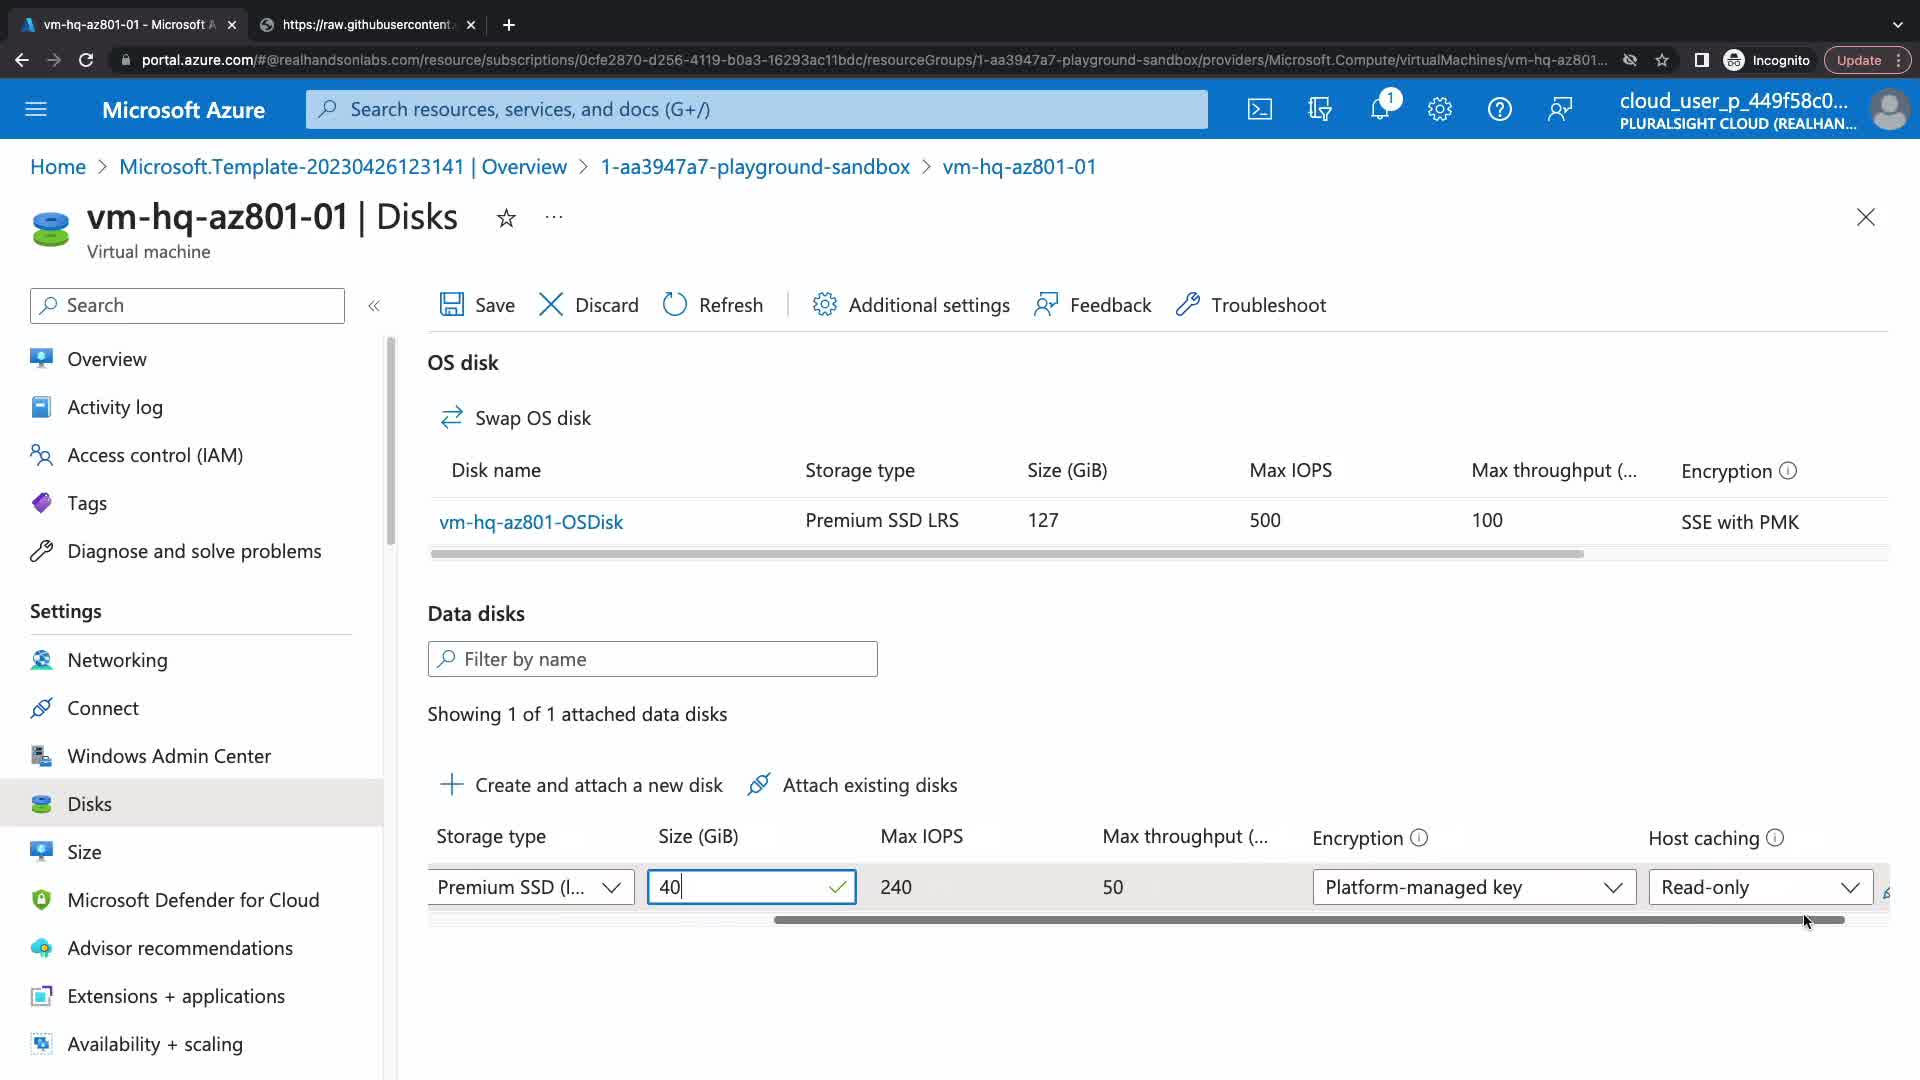 vm-hq-az801-01 - Microsoft A
https://raw.githubusercontent.
portal.azure.com/#@realhandsonlabs.com/resource/subscriptions/0cfe2870-d256-4119-b0a3-16293ac11bdc/resourceGroups/1-aa3947a7-playground-sandbox/providers/Microsoft.Compute/virtualMachines/vm-hq-az801...
Incognito
Update
Microsoft Azure
Search resources, services, and docs (G+/)
1
cloud_user_p_449f58c0...
PLURALSIGHT CLOUD (REALHAN...
Home > Microsoft.Template-20230426123141 | Overview > 1-aa3947a7-playground-sandbox > vm-hq-az801-01
vm-hq-az801-01 | Disks
Virtual machine
Search
Overview
Activity log
Access control (IAM)
Tags
Diagnose and solve problems
Settings
Networking
Connect
Windows Admin Center
Disks
Size
Microsoft Defender for Cloud
Advisor recommendations
Extensions + applications
Availability + scaling
Save Discard Refresh Additional settings Feedback Troubleshoot
OS disk
Swap OS disk
Disk name Storage type Size (GiB) Max IOPS Max throughput (... Encryption
vm-hq-az801-OSDisk Premium SSD LRS 127 500 100 SSE with PMK
Data disks
Filter by name
Showing 1 of 1 attached data disks
Create and attach a new disk Attach existing disks
Storage type Size (GiB) Max IOPS Max throughput (... Encryption Host caching
Premium SSD (l... 40 240 50 Platform-managed key Read-only